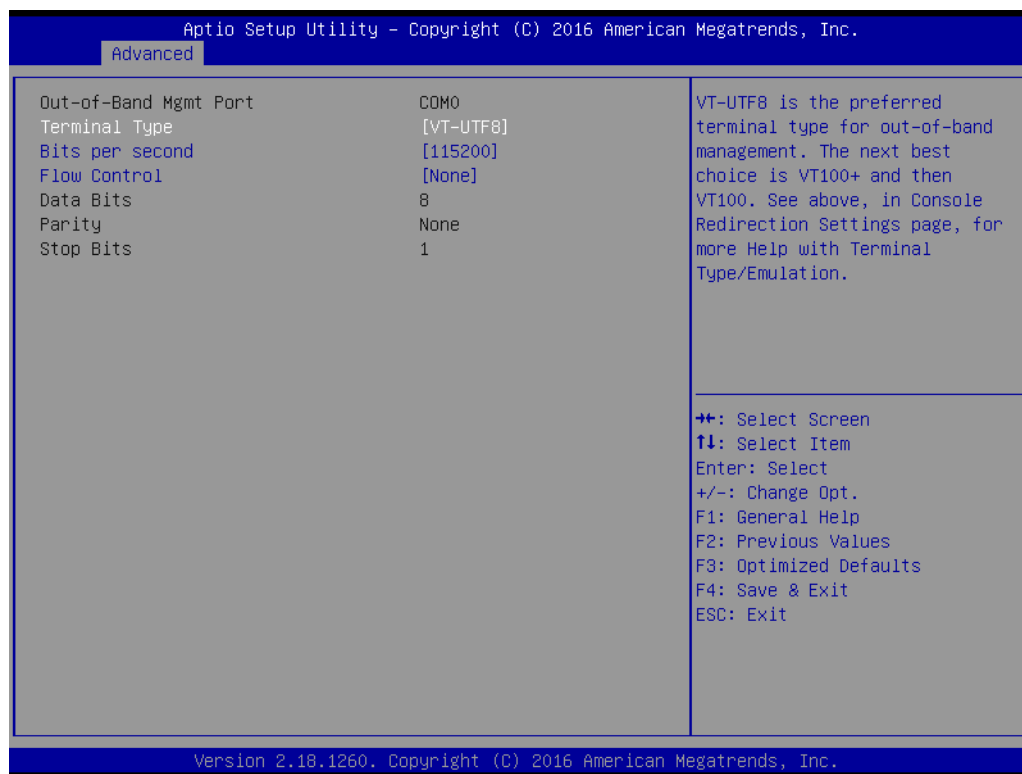 Aptio Setup Utility – Copyright (C) 2016 American Megatrends, Inc.
Advanced
Out-of-Band Mgmt Port COM0
Terminal Type [VT-UTF8]
Bits per second [115200]
Flow Control [None]
Data Bits 8
Parity None
Stop Bits 1
VT-UTF8 is the preferred
terminal type for out-of-band
management. The next best
choice is VT100+ and then
VT100. See above, in Console
Redirection Settings page, for
more Help with Terminal
Type/Emulation.
→←: Select Screen
↑↓: Select Item
Enter: Select
+/-: Change Opt.
F1: General Help
F2: Previous Values
F3: Optimized Defaults
F4: Save & Exit
ESC: Exit
Version 2.18.1260. Copyright (C) 2016 American Megatrends, Inc.